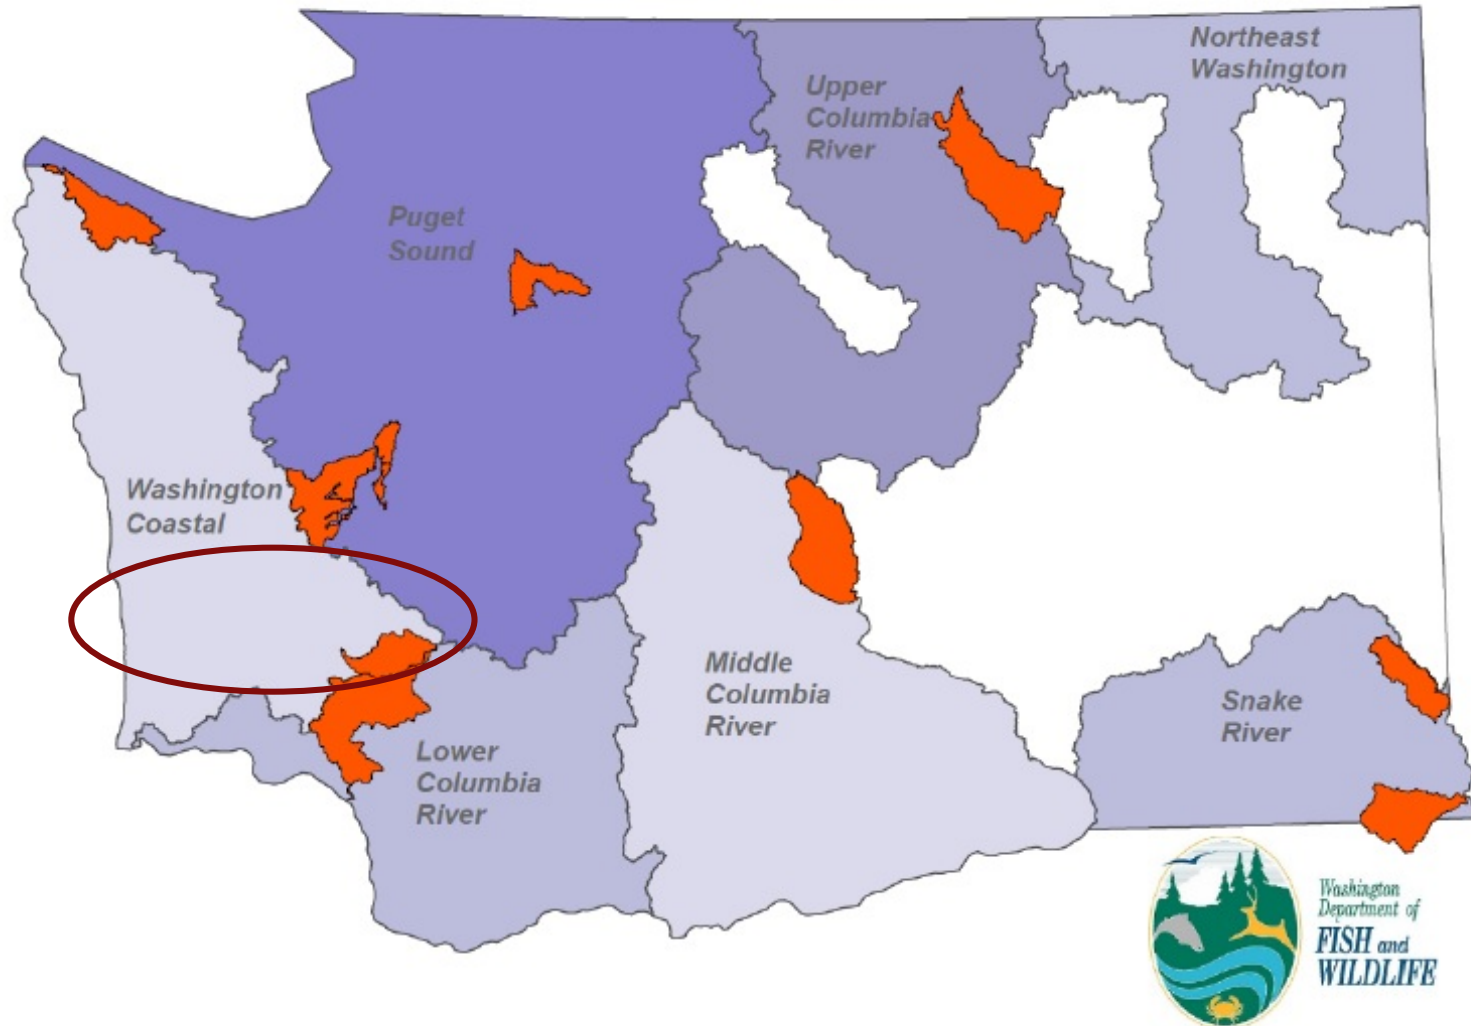 Northeast
Washington
Upper
Columbia
River
Puget
Sound
Washington
Coastal
Middle
Columbia
River
Snake
River
Lower
Columbia
River
Washington
Department of
FISH and
WILDLIFE